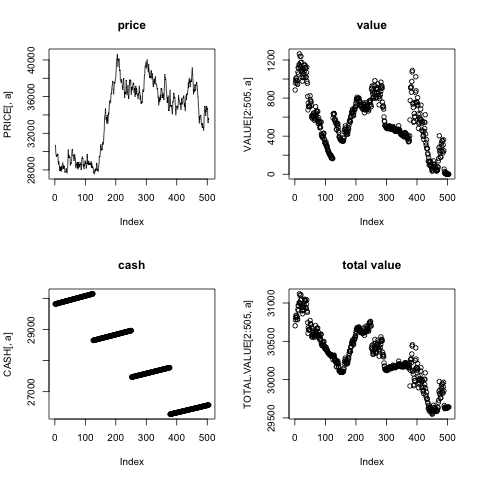 price
PRICE[, a]
28000 32000 36000 40000
0 100 200 300 400 500
Index
value
VALUE[2:505, a]
0 400 800 1200
0 100 200 300 400 500
Index
cash
CASH[, a]
27000 29000
0 100 200 300 400 500
Index
total value
TOTAL.VALUE[2:505, a]
29500 30000 30500 31000
0 100 200 300 400 500
Index